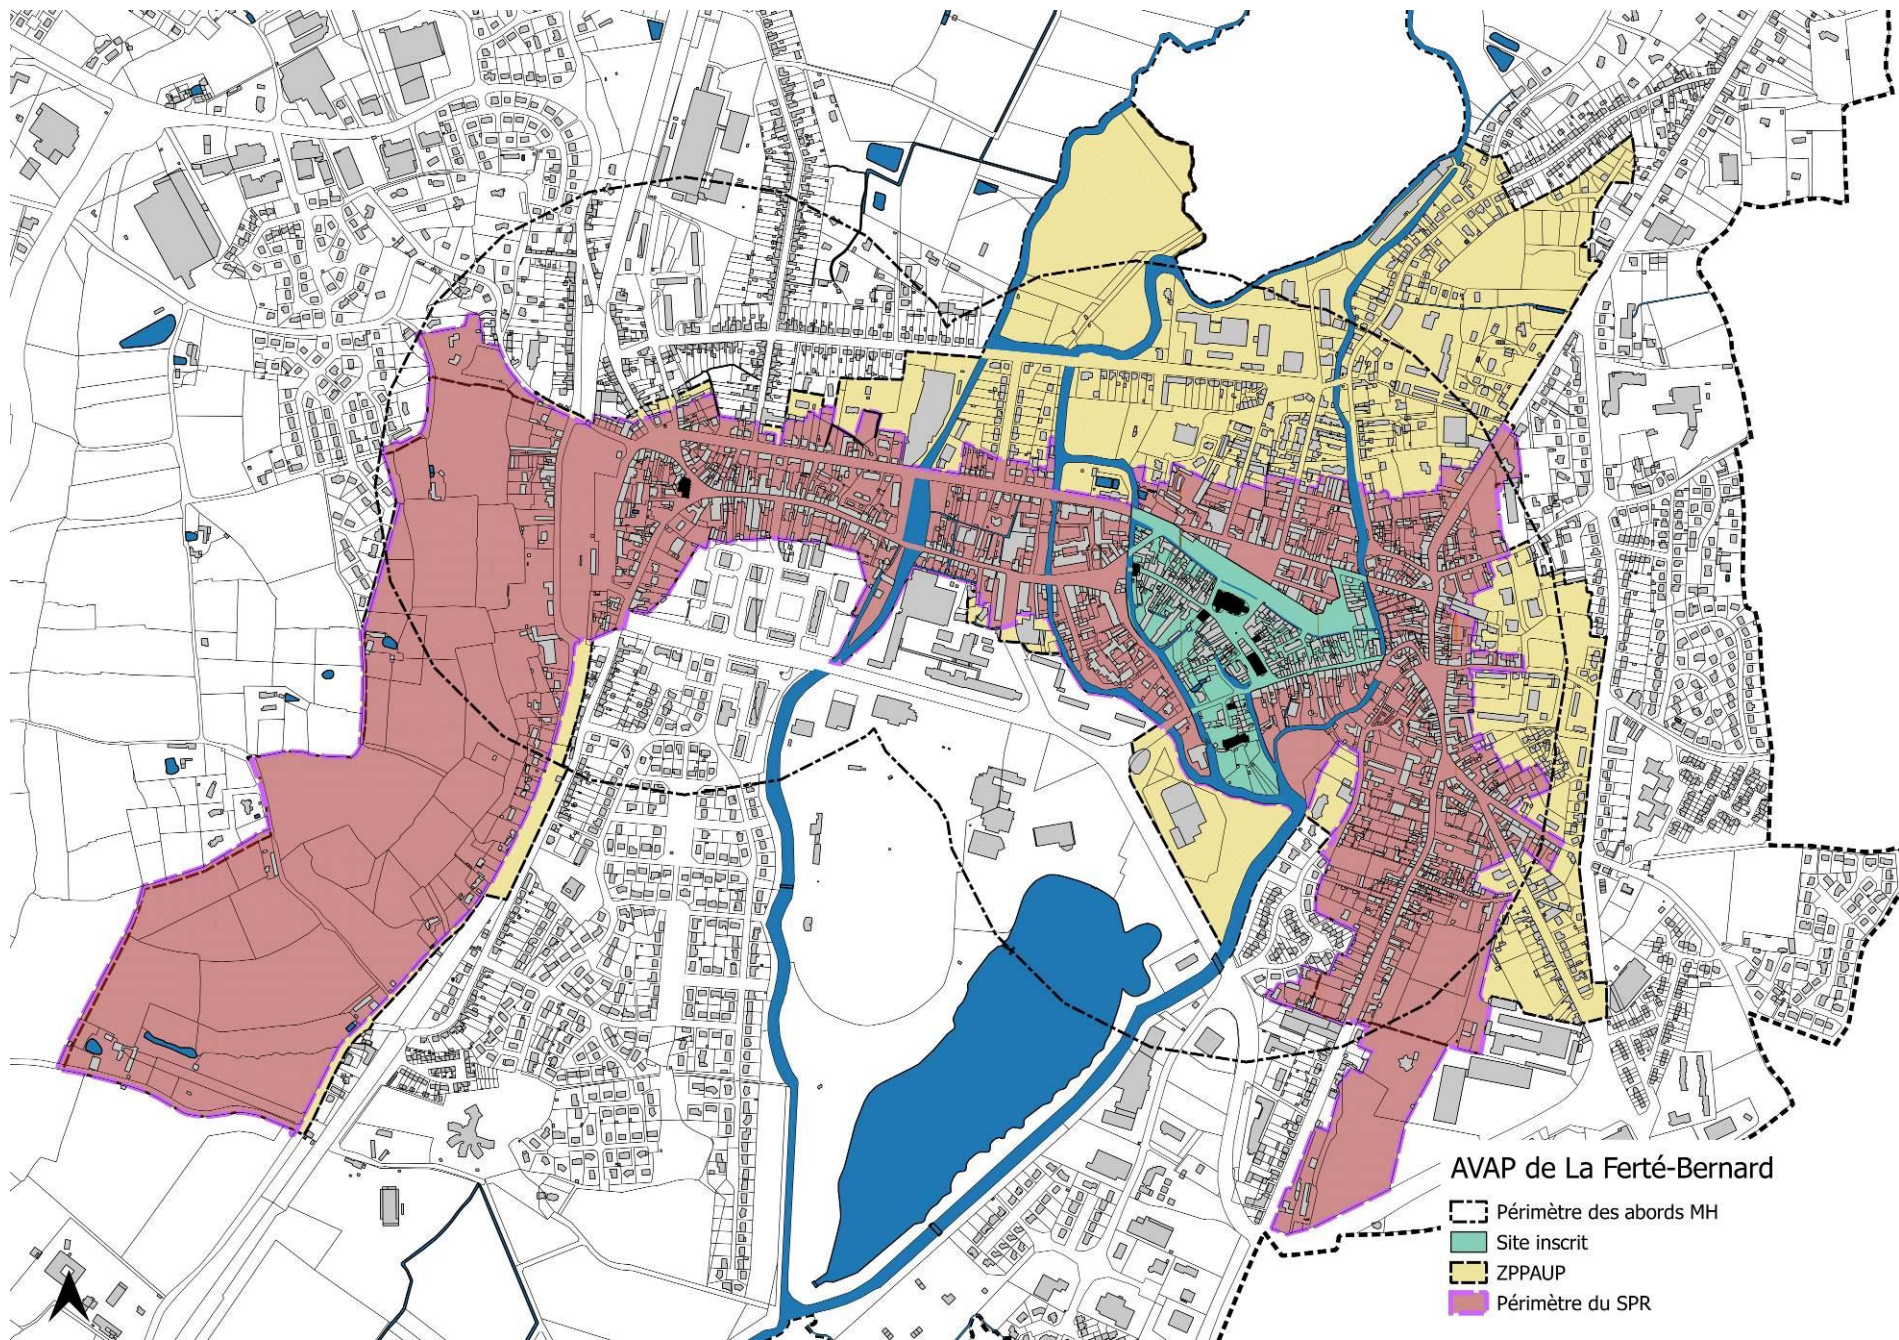 AVAP de La Ferté-Bernard
Périmètre des abords MH
Site inscrit
ZPPAUP
Périmètre du SPR